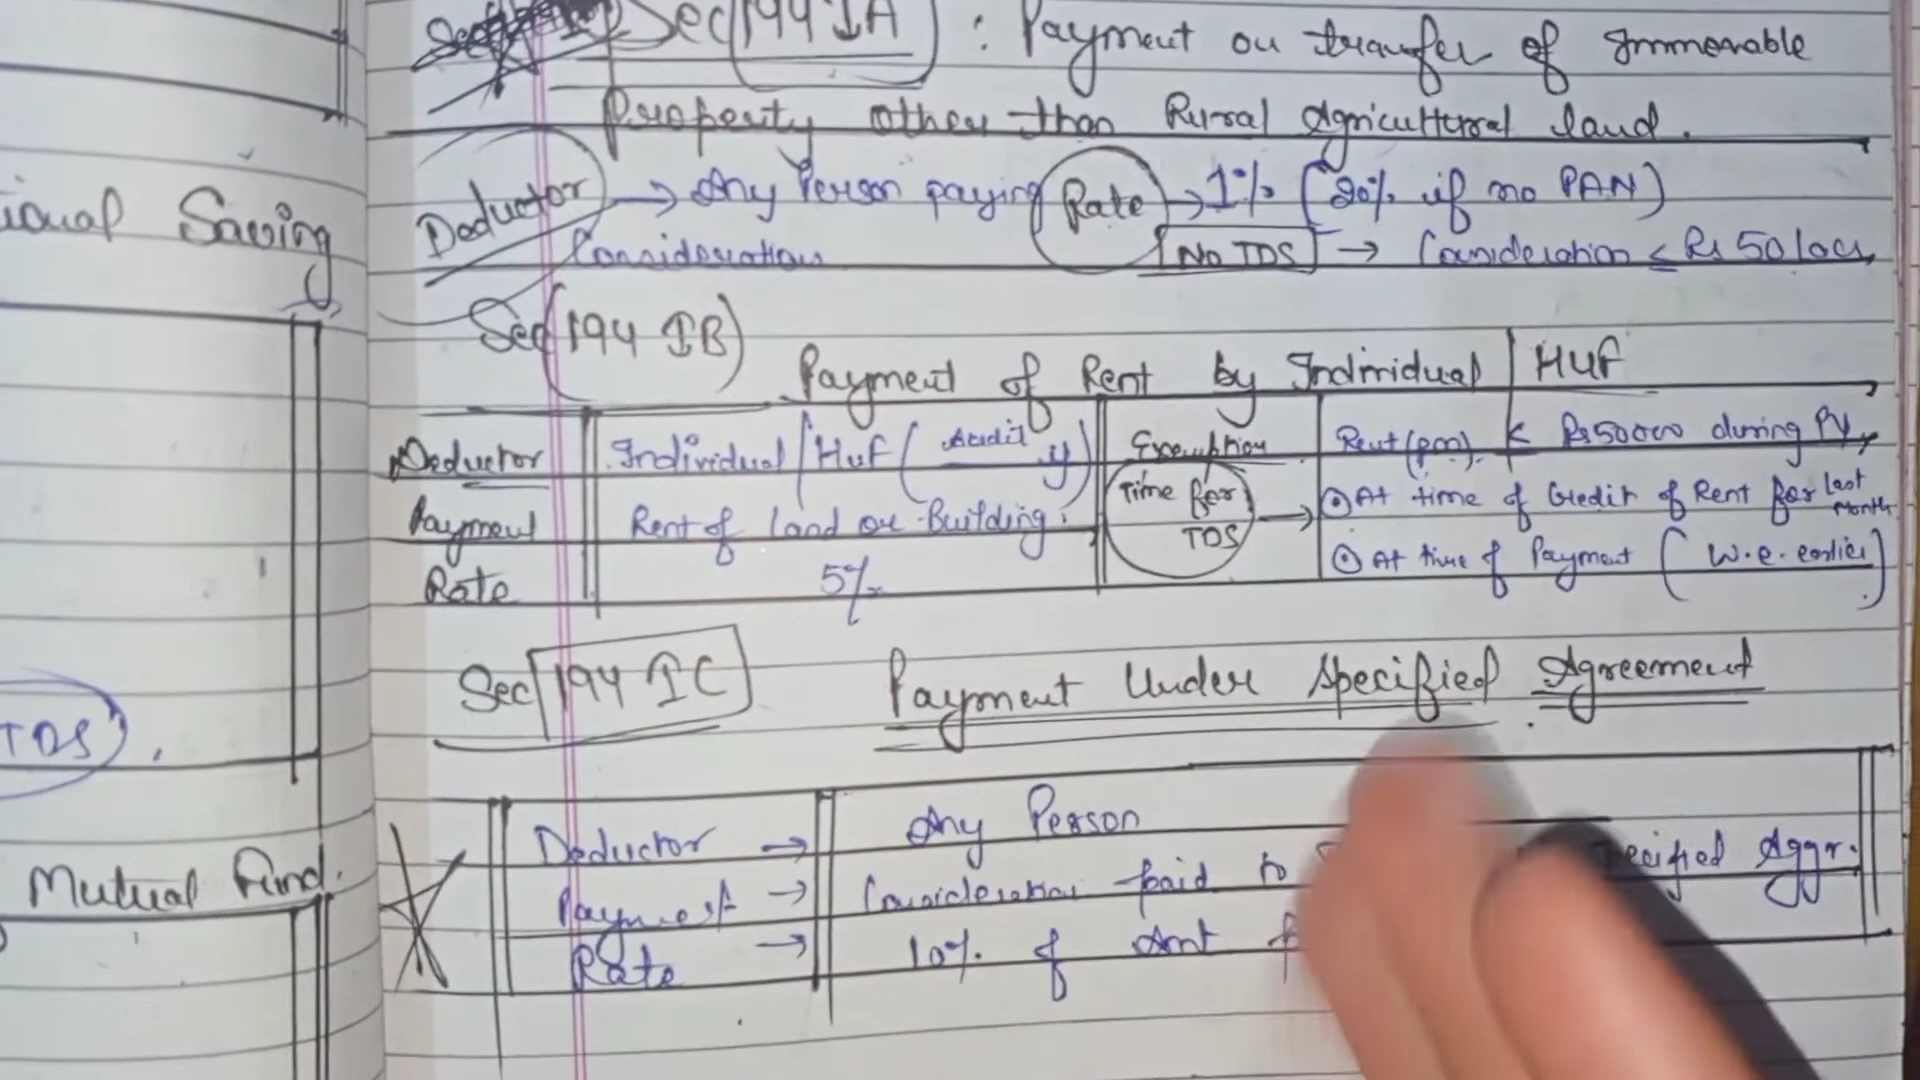 Sec 194 IA : Payment on transfer of Immovable
Property other than Rural Agricultural land.
Deductor → Any Person paying Consideration
Rate → 1% (20% if no PAN)
No TDS → Consideration < Rs 50 lacs
Sec 194 IB
Payment of Rent by Individual / HUF
Deductor Individual / HUF ( Audit
Payment Rent of land or Building.
Rate 5%
Exemption Rent (pm). < Rs 50000 during PY
Time for TDS → At time of Credit of Rent for last Month
At time of Payment ( w.e. earlier )
Sec 194 IC Payment Under Specified Agreement
Deductor → Any Person
Payment → Consideration paid to pecified Aggr.
Rate → 10% of Amt
ional Saving
TDS).
Mutual Fund.